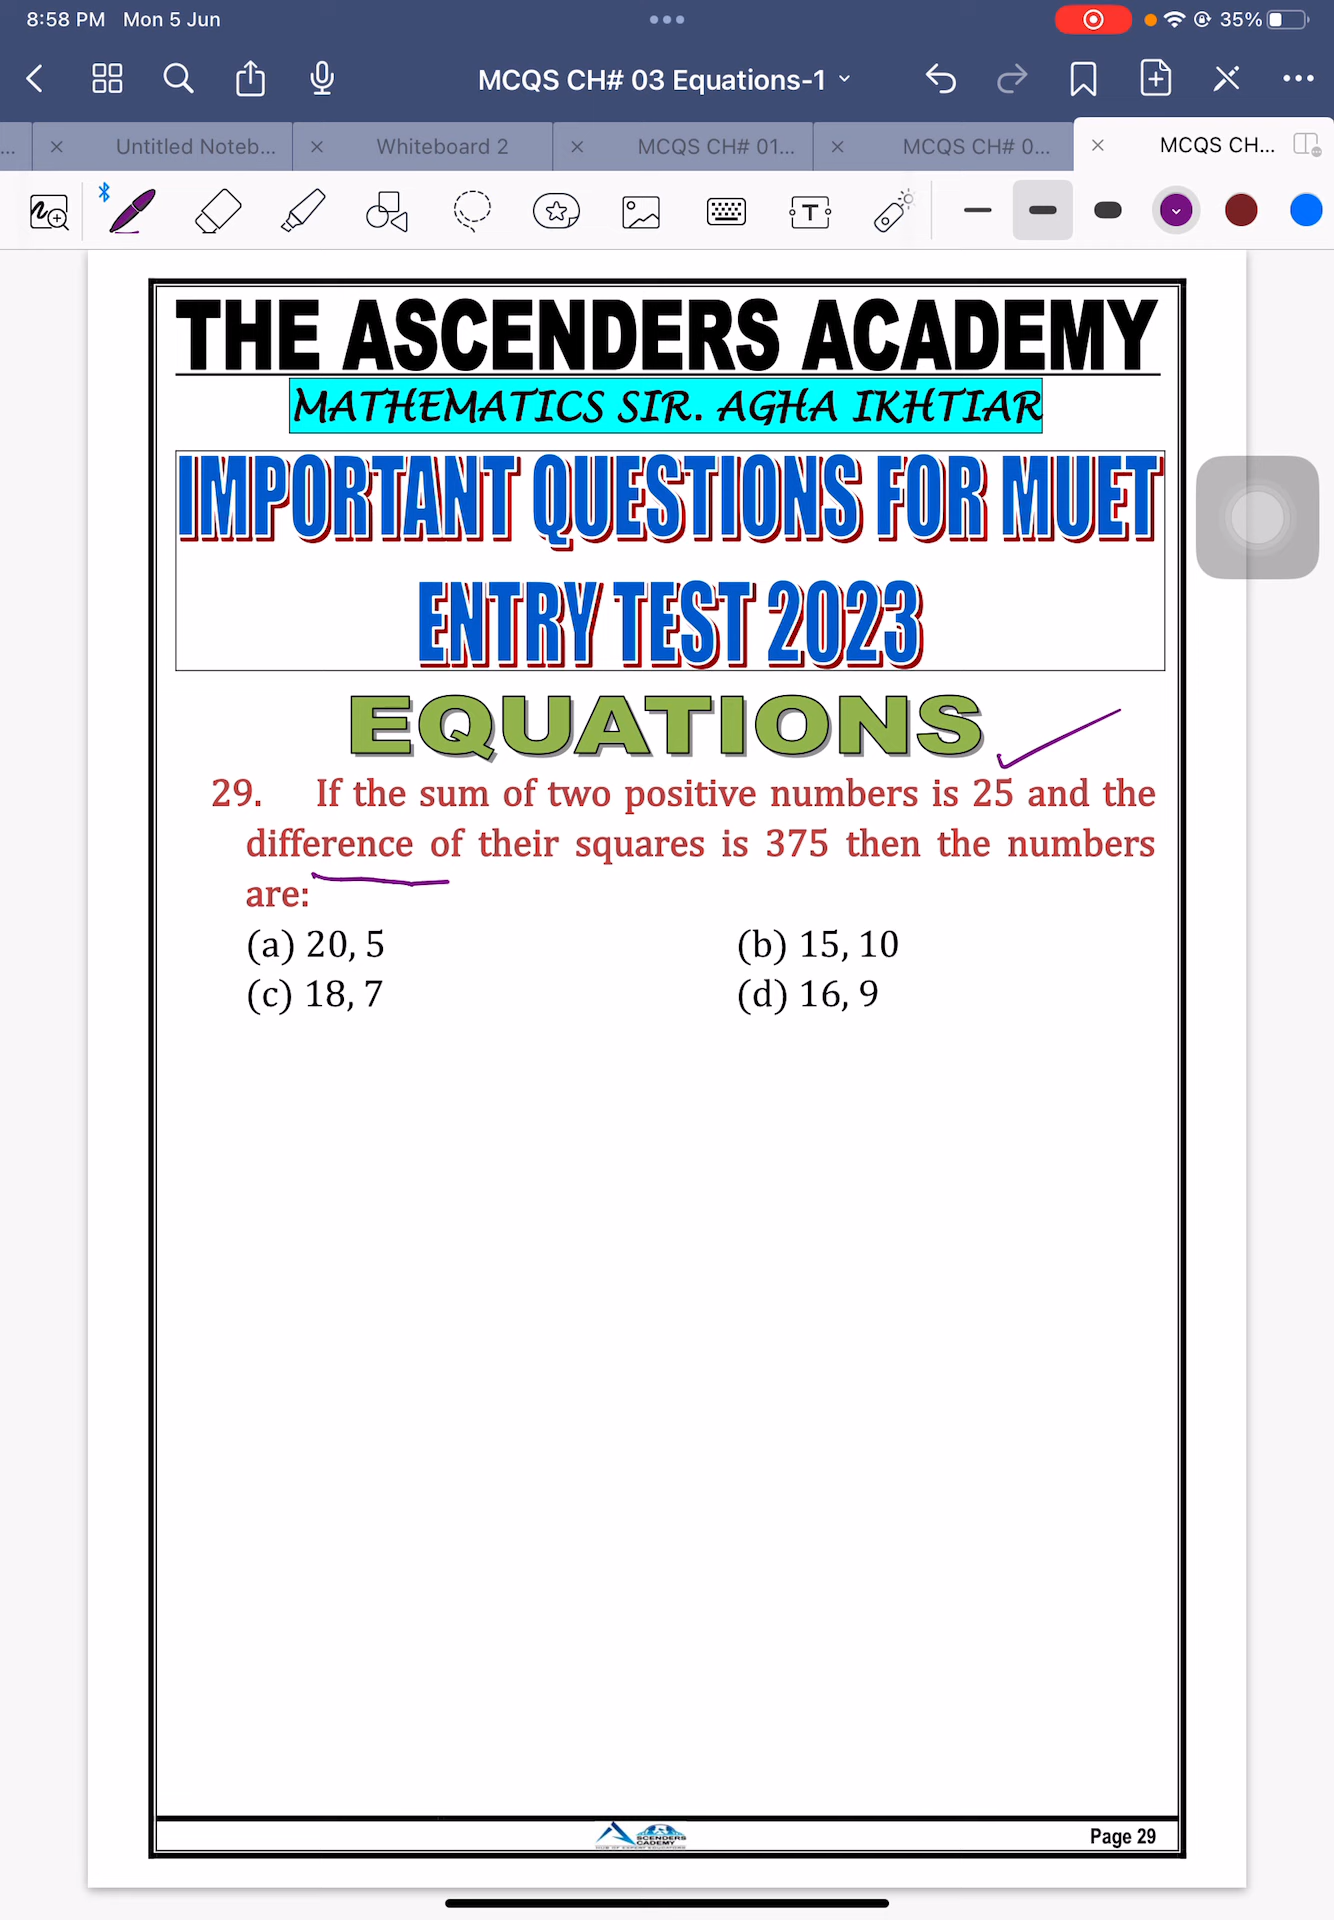 8:58 PM Mon 5 Jun
35%
MCQS CH# 03 Equations-1
... Untitled Noteb... Whiteboard 2 MCQS CH# 01... MCQS CH# 0... MCQS CH...
T
THE ASCENDERS ACADEMY
MATHEMATICS SIR. AGHA IKHTIAR
IMPORTANT QUESTIONS FOR MUET
ENTRY TEST 2023
EQUATIONS
29. If the sum of two positive numbers is 25 and the
difference of their squares is 375 then the numbers
are:
(a) 20, 5 (b) 15, 10
(c) 18, 7 (d) 16, 9
SCENDERS
CADEMY
Page 29